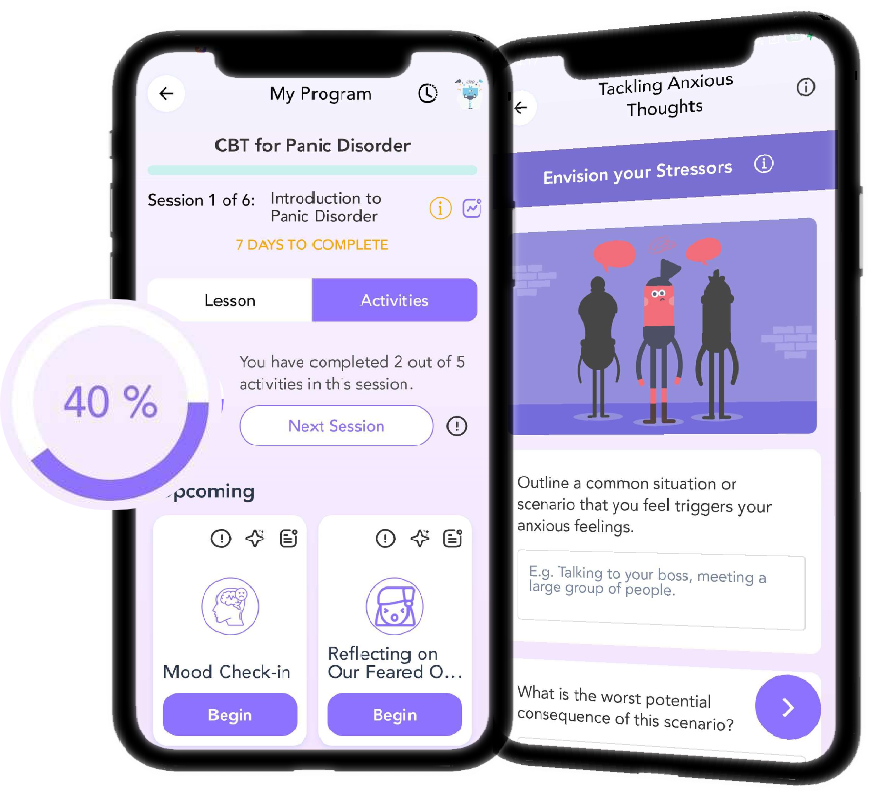 My Program
CBT for Panic Disorder
Session 1 of 6:
Introduction to
Panic Disorder
7 DAYS TO COMPLETE
Lesson
Activities
40 %
You have completed 2 out of 5
activities in this session.
Next Session
pcoming
Mood Check-in
Begin
Reflecting on
Our Feared O...
Begin
Tackling Anxious
Thoughts
Envision your Stressors
Outline a common situation or
scenario that you feel triggers your
anxious feelings.
E.g. Talking to your boss, meeting a
large group of people.
What is the worst potential
consequence of this scenario?